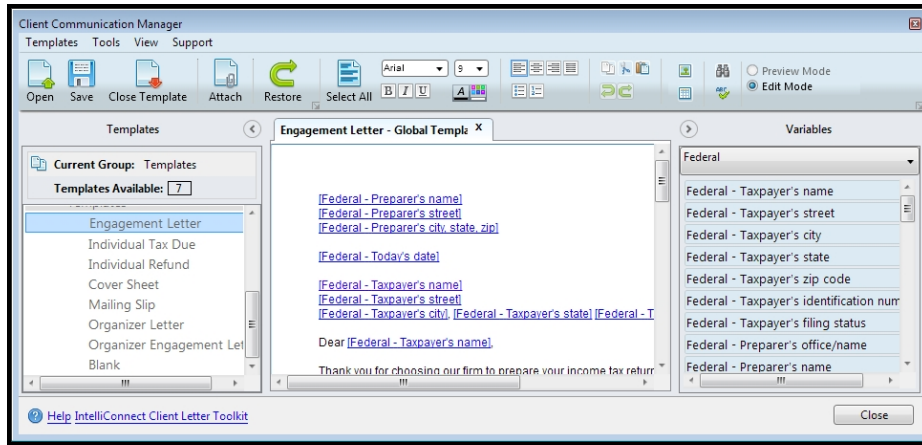 Client Communication Manager
Templates Tools View Support
Open Save Close Template Attach Restore Select All
Arial 9
B I U A
ABC
Preview Mode
Edit Mode
Templates
Current Group: Templates
Templates Available: 7
Templates
Engagement Letter
Individual Tax Due
Individual Refund
Cover Sheet
Mailing Slip
Organizer Letter
Organizer Engagement Let
Blank
Engagement Letter - Global Templa X
[Federal - Preparer's name]
[Federal - Preparer's street]
[Federal - Preparer's city, state, zip]
[Federal - Today's date]
[Federal - Taxpayer's name]
[Federal - Taxpayer's street]
[Federal - Taxpayer's city], [Federal - Taxpayer's state] [Federal - T
Dear [Federal - Taxpayer's name],
Thank you for choosing our firm to prepare your income tax return
Variables
Federal
Federal - Taxpayer's name
Federal - Taxpayer's street
Federal - Taxpayer's city
Federal - Taxpayer's state
Federal - Taxpayer's zip code
Federal - Taxpayer's identification num
Federal - Taxpayer's filing status
Federal - Preparer's office/name
Federal - Preparer's name
? Help IntelliConnect Client Letter Toolkit
Close